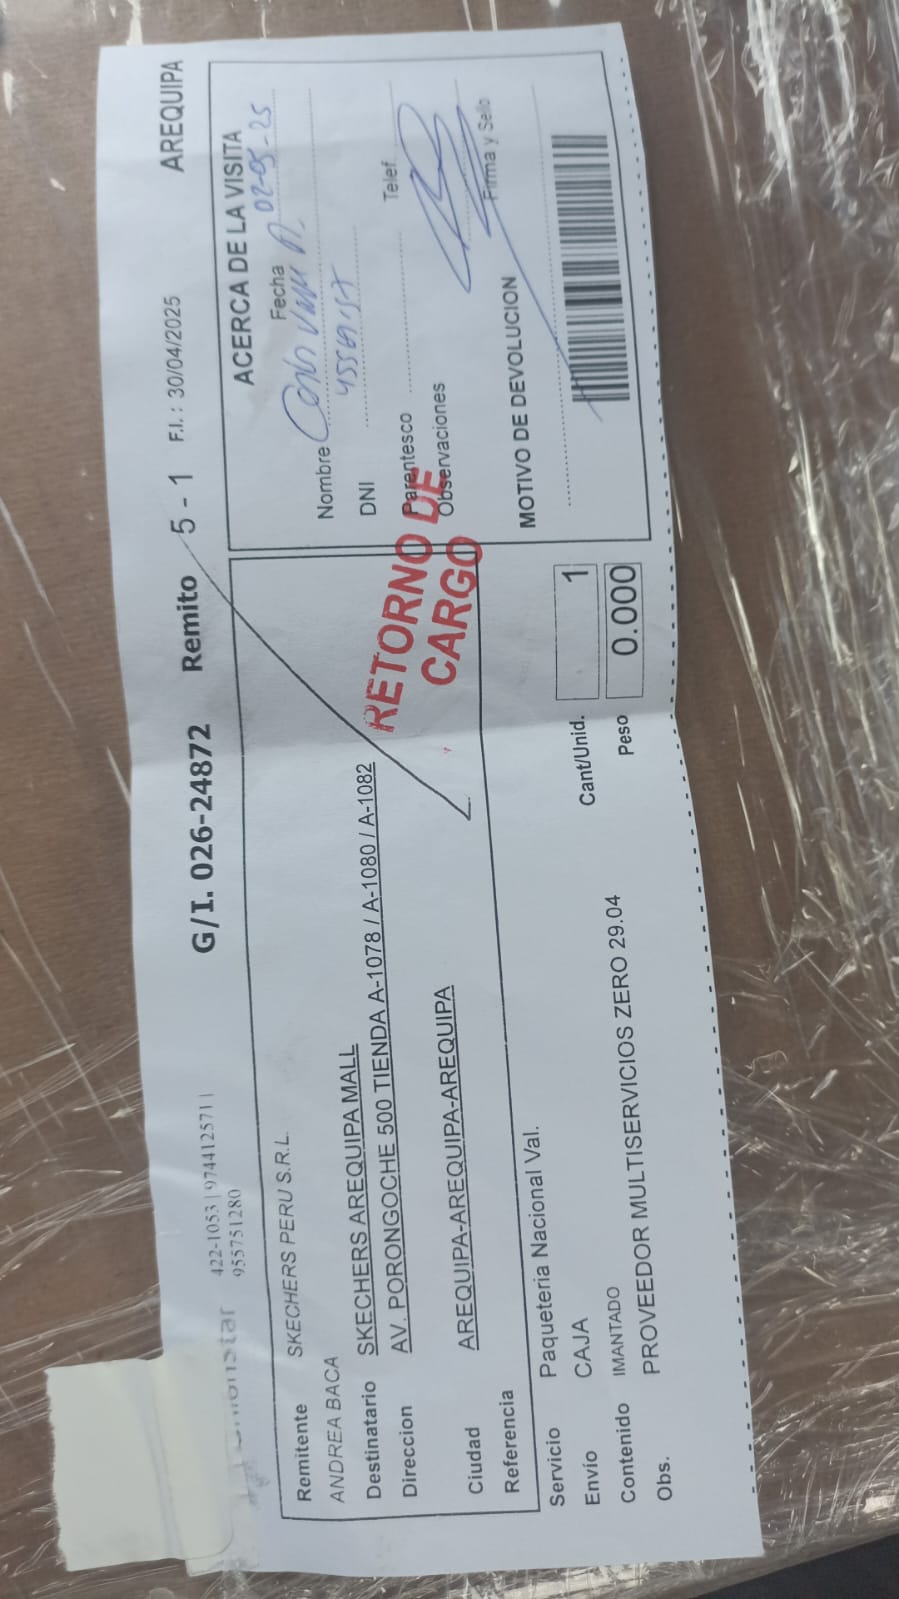 422-1053 | 974412571 |
955751280
G/I. 026-24872 Remito 5 - 1 F.I.: 30/04/2025 AREQUIPA
Remitente SKECHERS PERU S.R.L.
ANDREA BACA
Destinatario SKECHERS AREQUIPA MALL
Direccion AV. PORONGOCHE 500 TIENDA A-1078 / A-1080 / A-1082
Ciudad AREQUIPA-AREQUIPA-AREQUIPA
Referencia
RETORNO DE
CARGO
Servicio Paqueteria Nacional Val.
Envío CAJA
Contenido IMANTADO
Obs. PROVEEDOR MULTISERVICIOS ZERO 29.04
Cant/Unid. 1
Peso 0.000
ACERCA DE LA VISITA
Fecha 02-05-25
Nombre
DNI
Parentesco Telef
Observaciones
Firma y Sello
MOTIVO DE DEVOLUCION